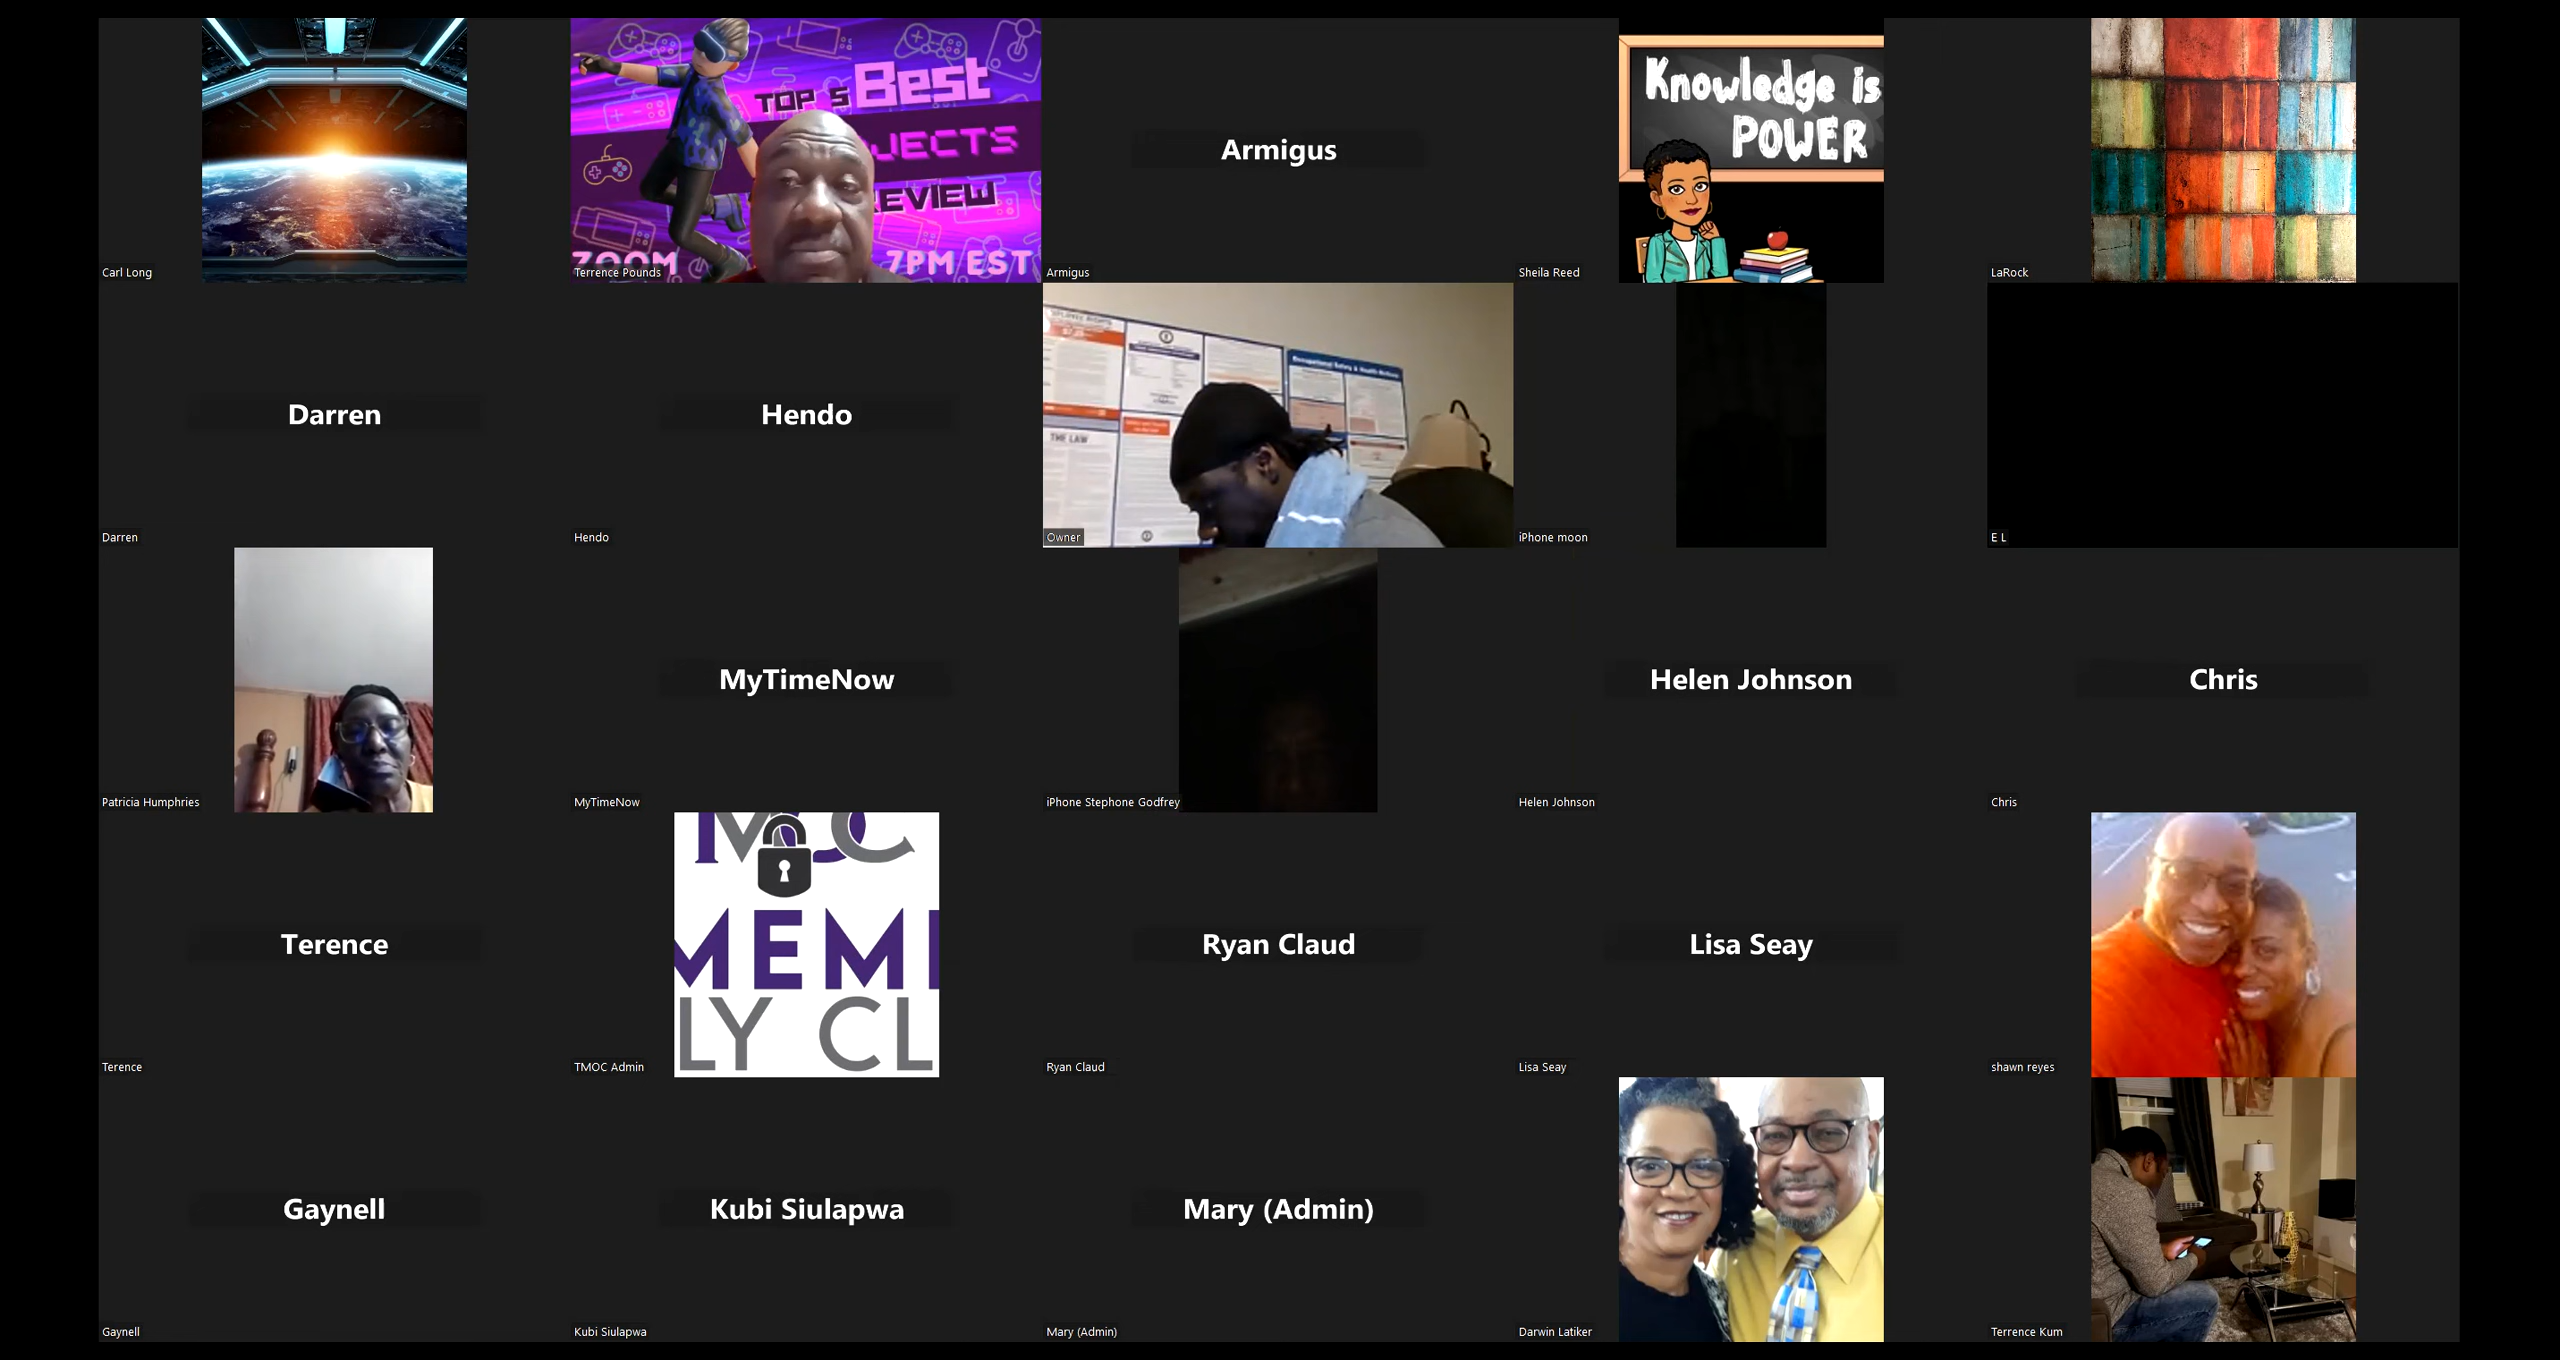 TOP 5 Best
JECTS
EVIEW
ZOOM
7PM EST
Armigus
Knowledge is
POWER
Carl Long
Terrence Pounds
Armigus
Sheila Reed
LaRock
Darren
Hendo
Occupational Safety & Health
THE LAW
Darren
Hendo
Owner
iPhone moon
E L
MyTimeNow
Helen Johnson
Chris
Patricia Humphries
MyTimeNow
iPhone Stephone Godfrey
Helen Johnson
Chris
Terence
MEM
LY CL
Ryan Claud
Lisa Seay
Terence
TMOC Admin
Ryan Claud
Lisa Seay
shawn reyes
Gaynell
Kubi Siulapwa
Mary (Admin)
Gaynell
Kubi Siulapwa
Mary (Admin)
Darwin Latiker
Terrence Kum